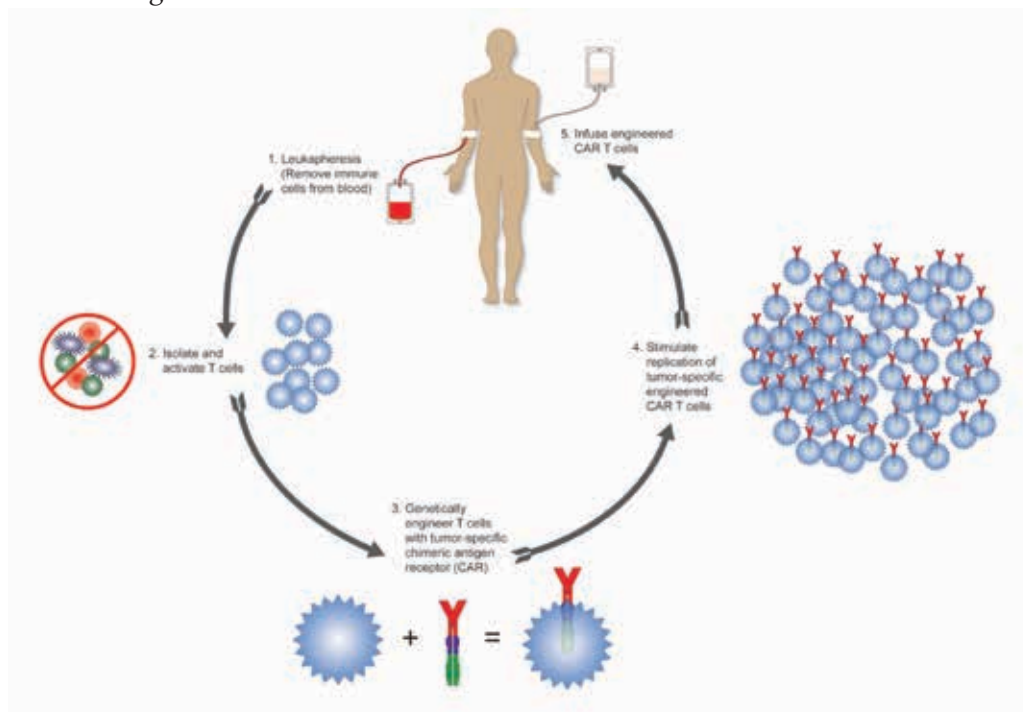 1. Leukapheresis
(Remove immune
cells from blood)
5. Infuse engineered
CAR T cells
2. Isolate and
activate T cells
4. Stimulate
replication of
tumor-specific
engineered
CAR T cells
3. Genetically
engineer T cells
with tumor-specific
chimeric antigen
receptor (CAR)
+ =